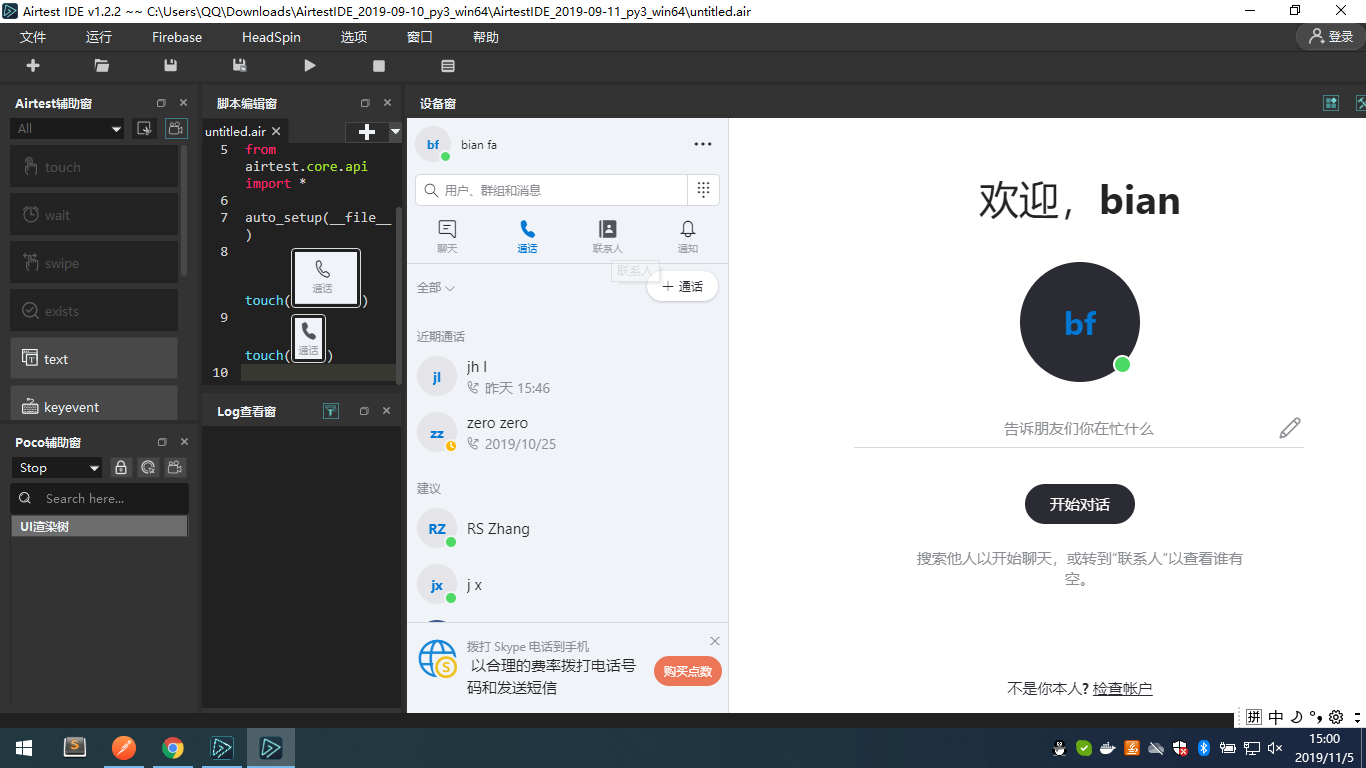 Airtest IDE v1.2.2 ~~ C:\Users\QQ\Downloads\AirtestIDE_2019-09-10_py3_win64\AirtestIDE_2019-09-11_py3_win64\untitled.air
文件 运行 Firebase HeadSpin 选项 窗口 帮助 登录
Airtest辅助窗
All
touch
wait
swipe
exists
text
keyevent
Poco辅助窗
Stop
Search here...
UI渲染树
脚本编辑窗
untitled.air
5 from
airtest.core.api
import *
6
7 auto_setup(__file__
)
8
通话
touch( )
9
通话
touch( )
10
Log查看窗
设备窗
bf bian fa
用户、群组和消息
聊天 通话 联系人 通知
联系人
全部 通话
近期通话
jl jh l
昨天 15:46
zz zero zero
2019/10/25
建议
RZ RS Zhang
jx j x
拨打 Skype 电话到手机
以合理的费率拨打电话号
码和发送短信
购买点数
欢迎，bian
bf
告诉朋友们你在忙什么
开始对话
搜索他人以开始聊天，或转到“联系人”以查看谁有
空。
不是你本人? 检查帐户
拼 中
15:00
2019/11/5